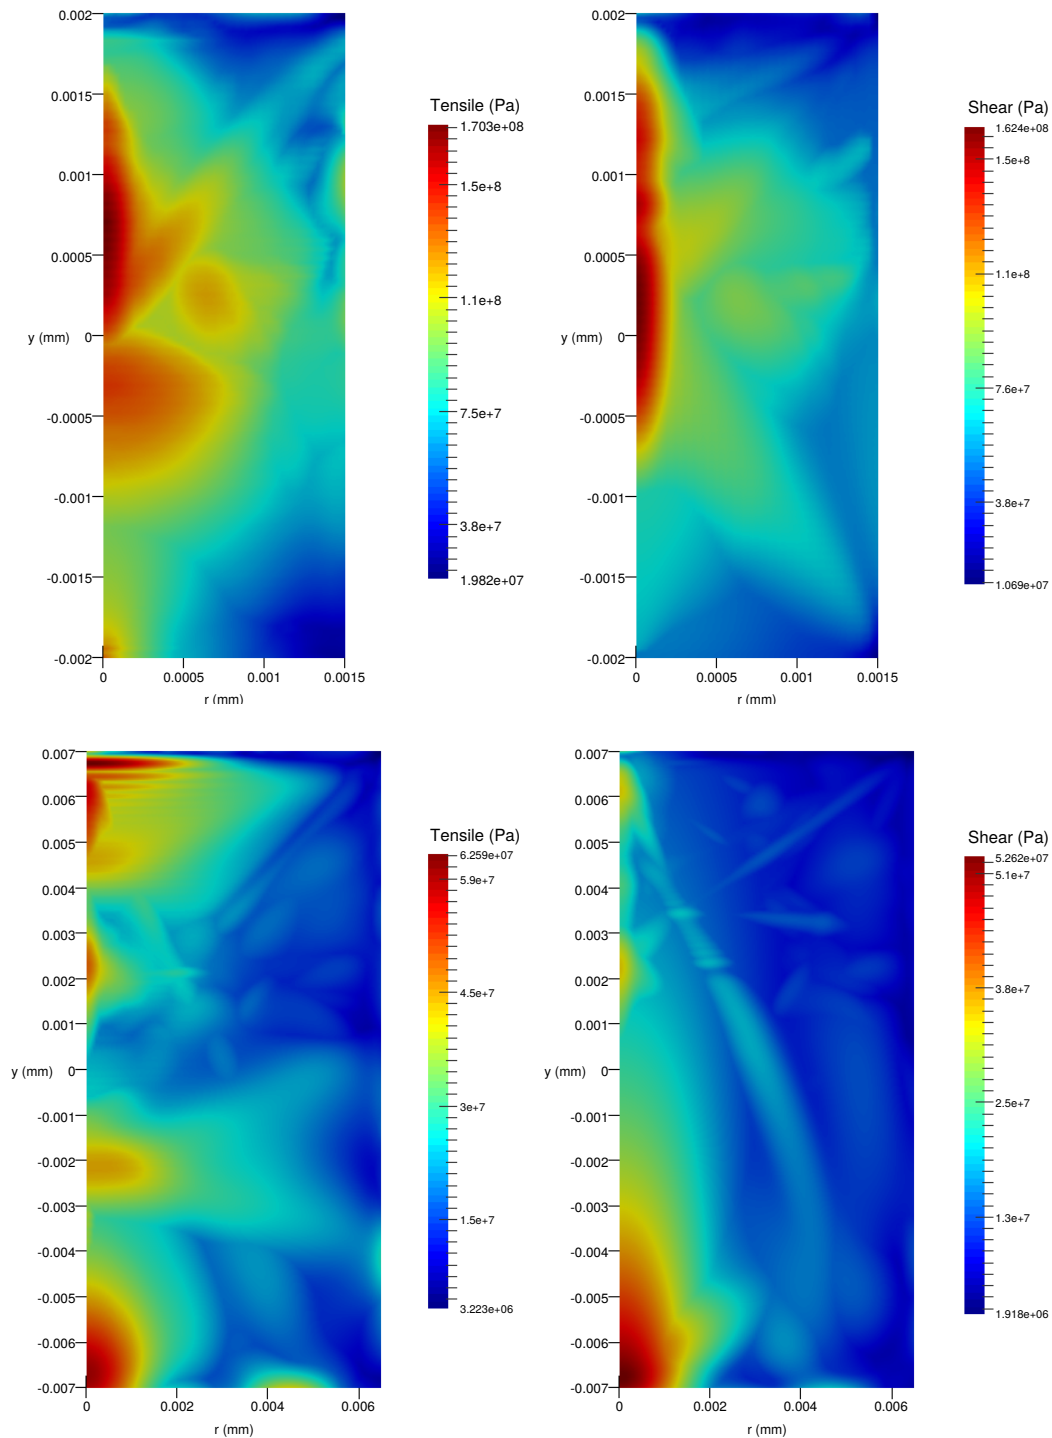 0.002
0.0015
0.001
0.0005
y (mm) 0
-0.0005
-0.001
-0.0015
-0.002
0 0.0005 0.001 0.0015
r (mm)
Tensile (Pa)
1.703e+08
1.5e+8
1.1e+8
7.5e+7
3.8e+7
1.982e+07
0.002
0.0015
0.001
0.0005
y (mm) 0
-0.0005
-0.001
-0.0015
-0.002
0 0.0005 0.001 0.0015
r (mm)
Shear (Pa)
1.624e+08
1.5e+8
1.1e+8
7.6e+7
3.8e+7
1.069e+07
0.007
0.006
0.005
0.004
0.003
0.002
0.001
y (mm) 0
-0.001
-0.002
-0.003
-0.004
-0.005
-0.006
-0.007
0 0.002 0.004 0.006
r (mm)
Tensile (Pa)
6.259e+07
5.9e+7
4.5e+7
3e+7
1.5e+7
3.223e+06
0.007
0.006
0.005
0.004
0.003
0.002
0.001
y (mm) 0
-0.001
-0.002
-0.003
-0.004
-0.005
-0.006
-0.007
0 0.002 0.004 0.006
r (mm)
Shear (Pa)
5.262e+07
5.1e+7
3.8e+7
2.5e+7
1.3e+7
1.918e+06